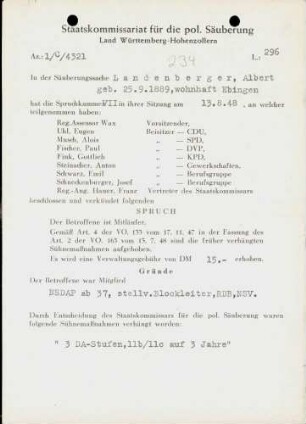 Staatskommissariat für die pol. Säuberung
Land Württemberg-Hohenzollern
Az.: 1/C/4321
L.: 296
234
In der Säuberungssache Landenberger, Albert
geb. 25.9.1889, wohnhaft Ebingen
hat die Spruchkammer VII in ihrer Sitzung am 13.8.48, an welcher
teilgenommen haben:
Reg.Assessor Wax Vorsitzender,
Uhl, Eugen Beisitzer — CDU,
Musch, Alois „ — SPD,
Fischer, Paul „ — DVP,
Fink, Gottlieb „ — KPD,
Steinacher, Anton „ — Gewerkschaften,
Schwarz, Emil „ — Berufsgruppe
Schneckenburger, Josef „ — Berufsgruppe
Reg.-Ang. Hauer, Franz Vertreter des Staatskommissars
beschlossen und verkündet folgenden
SPRUCH
Der Betroffene ist Mitläufer.
Gemäß Art. 4 der VO. 133 vom 17. 11. 47 in der Fassung des
Art. 2 der VO. 165 vom 13. 7. 48 sind die früher verhängten
Sühnemaßnahmen aufgehoben.
Es wird eine Verwaltungsgebühr von DM 15.- erhoben.
Gründe
Der Betroffene war Mitglied
NSDAP ab 37, stellv.Blockleiter,RDB,NSV.
Durch Entscheidung des Staatskommissars für die pol. Säuberung waren
folgende Sühnemaßnahmen verhängt worden:
" 3 DA-Stufen,11b/11c auf 3 Jahre"